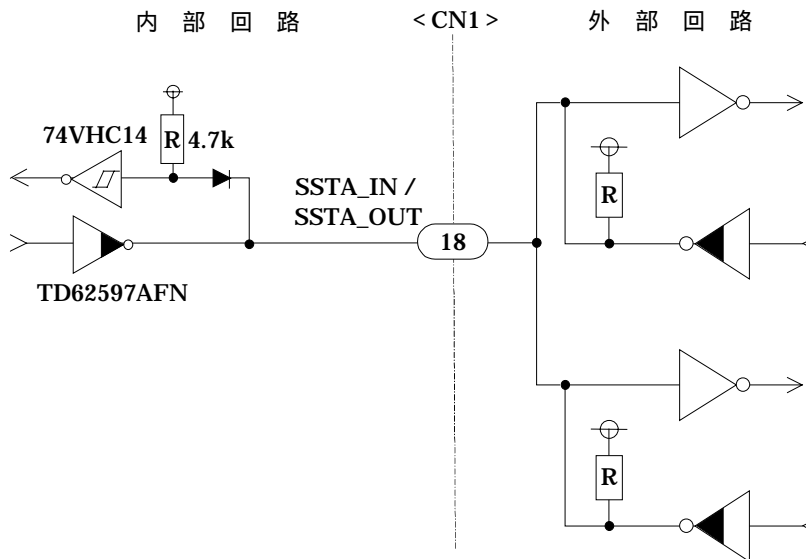 内 部 回 路
< CN1 >
外 部 回 路
74VHC14
R 4.7k
SSTA_IN /
SSTA_OUT
18
TD62597AFN
R
R